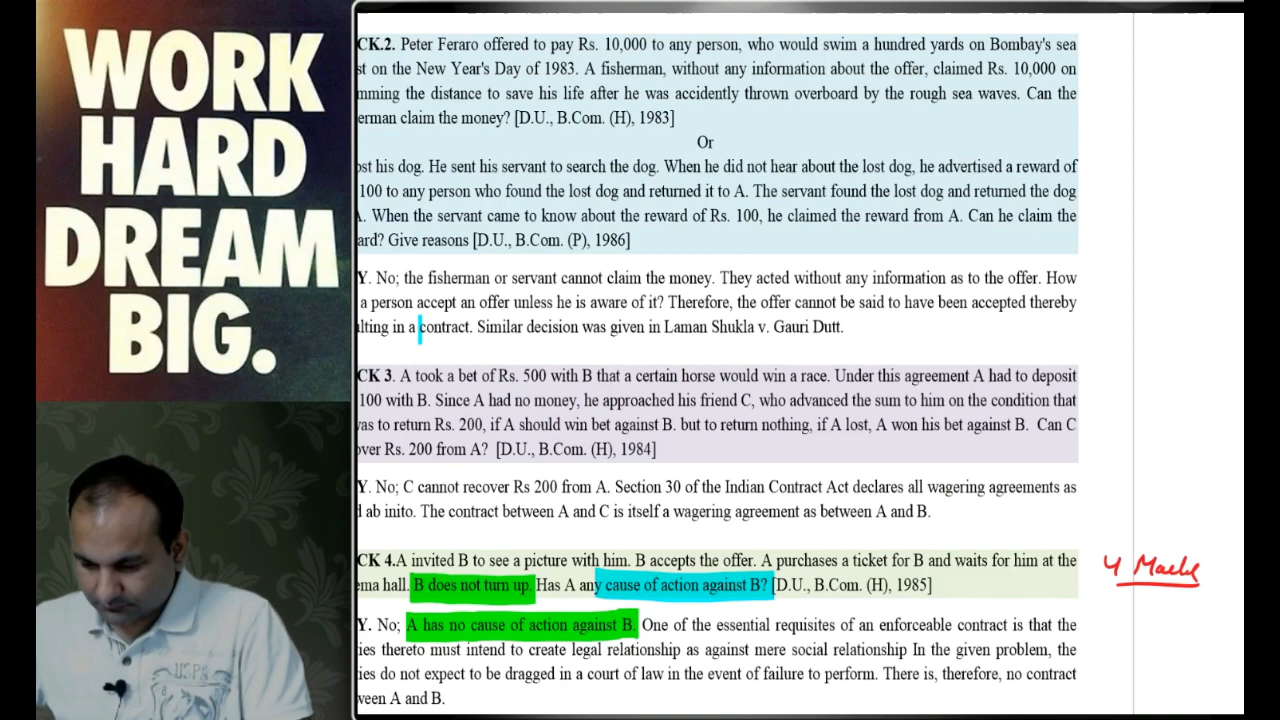 WORK
HARD
DREAM
BIG.
CK.2. Peter Feraro offered to pay Rs. 10,000 to any person, who would swim a hundred yards on Bombay's sea
st on the New Year's Day of 1983. A fisherman, without any information about the offer, claimed Rs. 10,000 on
mming the distance to save his life after he was accidently thrown overboard by the rough sea waves. Can the
erman claim the money? [D.U., B.Com. (H), 1983]
Or
ost his dog. He sent his servant to search the dog. When he did not hear about the lost dog, he advertised a reward of
100 to any person who found the lost dog and returned it to A. The servant found the lost dog and returned the dog
. When the servant came to know about the reward of Rs. 100, he claimed the reward from A. Can he claim the
ard? Give reasons [D.U., B.Com. (P), 1986]
Y. No; the fisherman or servant cannot claim the money. They acted without any information as to the offer. How
a person accept an offer unless he is aware of it? Therefore, the offer cannot be said to have been accepted thereby
lting in a contract. Similar decision was given in Laman Shukla v. Gauri Dutt.
CK 3. A took a bet of Rs. 500 with B that a certain horse would win a race. Under this agreement A had to deposit
100 with B. Since A had no money, he approached his friend C, who advanced the sum to him on the condition that
as to return Rs. 200, if A should win bet against B. but to return nothing, if A lost, A won his bet against B. Can C
over Rs. 200 from A? [D.U., B.Com. (H), 1984]
Y. No; C cannot recover Rs 200 from A. Section 30 of the Indian Contract Act declares all wagering agreements as
d ab inito. The contract between A and C is itself a wagering agreement as between A and B.
CK 4.A invited B to see a picture with him. B accepts the offer. A purchases a ticket for B and waits for him at the
ema hall. B does not turn up. Has A any cause of action against B? [D.U., B.Com. (H), 1985]
4 Marks
Y. No; A has no cause of action against B. One of the essential requisites of an enforceable contract is that the
ies thereto must intend to create legal relationship as against mere social relationship In the given problem, the
ies do not expect to be dragged in a court of law in the event of failure to perform. There is, therefore, no contract
ween A and B.
USPA